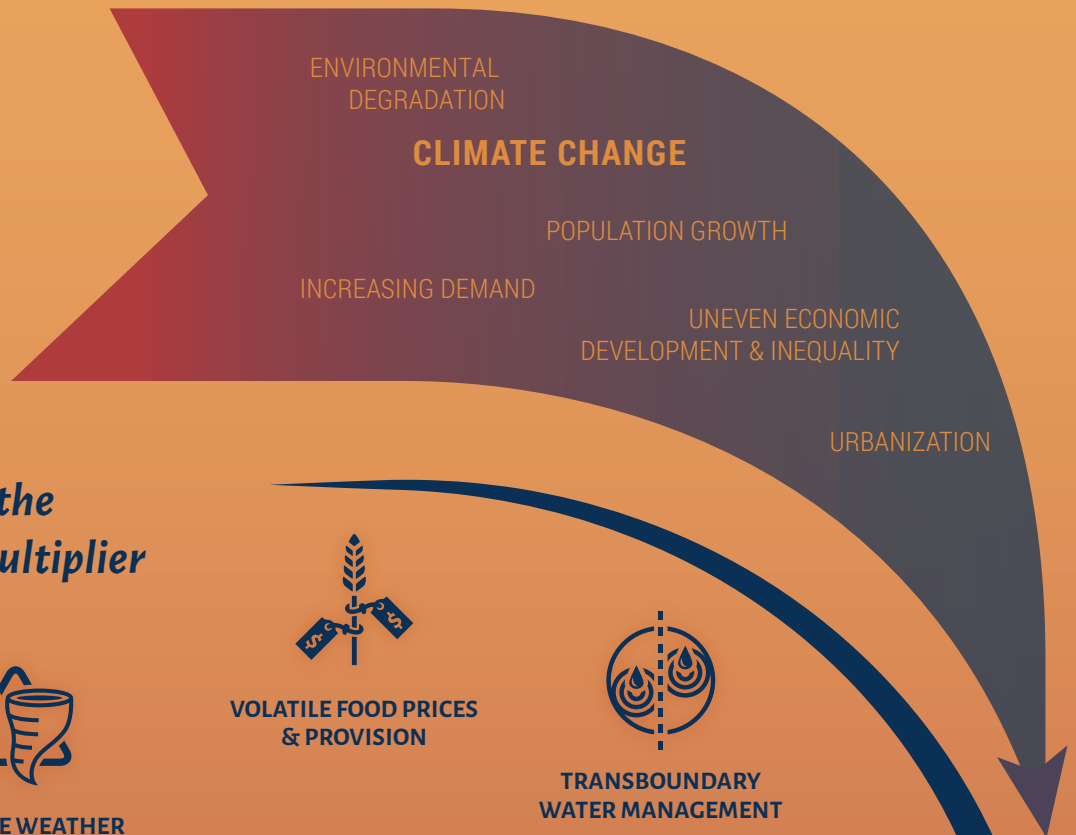 ENVIRONMENTAL
DEGRADATION
CLIMATE CHANGE
POPULATION GROWTH
INCREASING DEMAND
UNEVEN ECONOMIC
DEVELOPMENT & INEQUALITY
URBANIZATION
the
ultiplier
VOLATILE FOOD PRICES
& PROVISION
TRANSBOUNDARY
WATER MANAGEMENT
E WEATHER